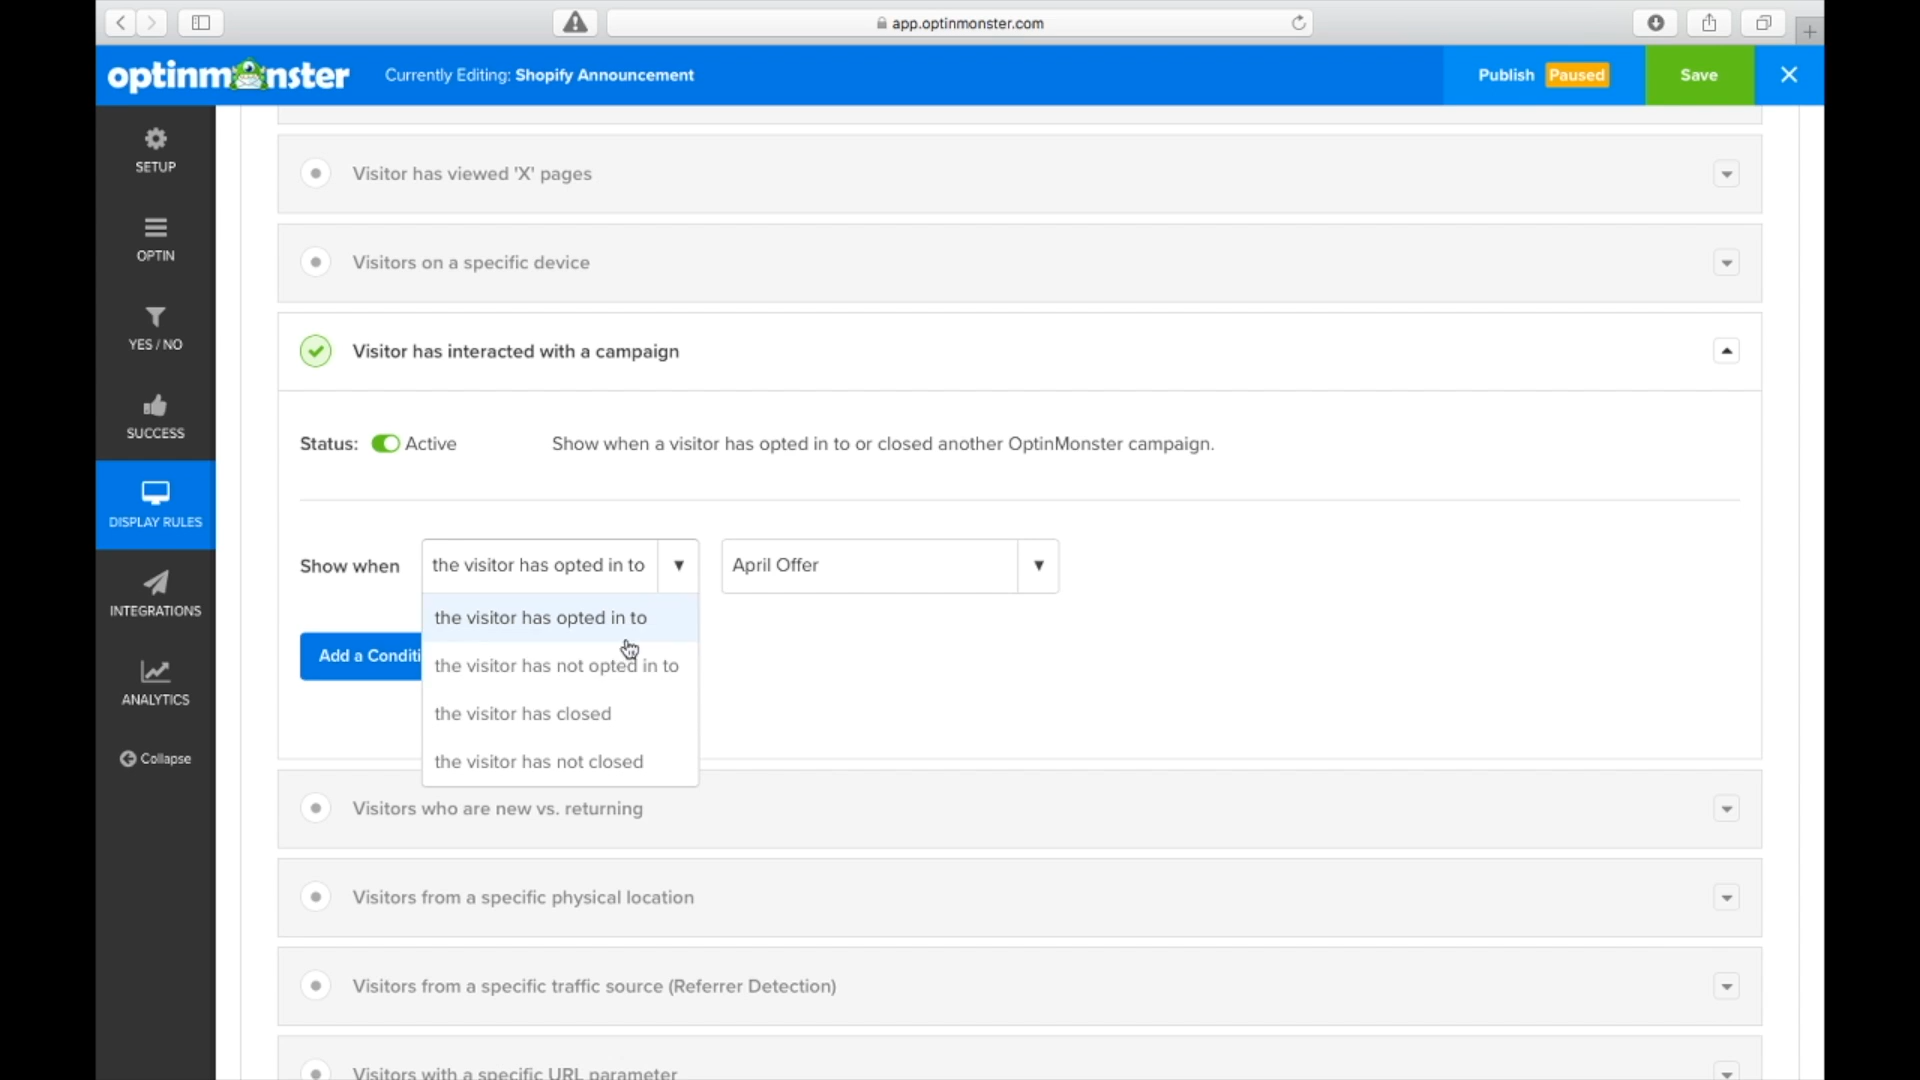 app.optinmonster.com
optinmonster
Currently Editing: Shopify Announcement
Publish Paused
Save
SETUP
OPTIN
YES / NO
SUCCESS
DISPLAY RULES
INTEGRATIONS
ANALYTICS
Collapse
Visitor has viewed 'X' pages
Visitors on a specific device
Visitor has interacted with a campaign
Status: Active
Show when a visitor has opted in to or closed another OptinMonster campaign.
Show when
the visitor has opted in to
April Offer
the visitor has opted in to
the visitor has not opted in to
the visitor has closed
the visitor has not closed
Add a Conditi
Visitors who are new vs. returning
Visitors from a specific physical location
Visitors from a specific traffic source (Referrer Detection)
Visitors with a specific URL parameter